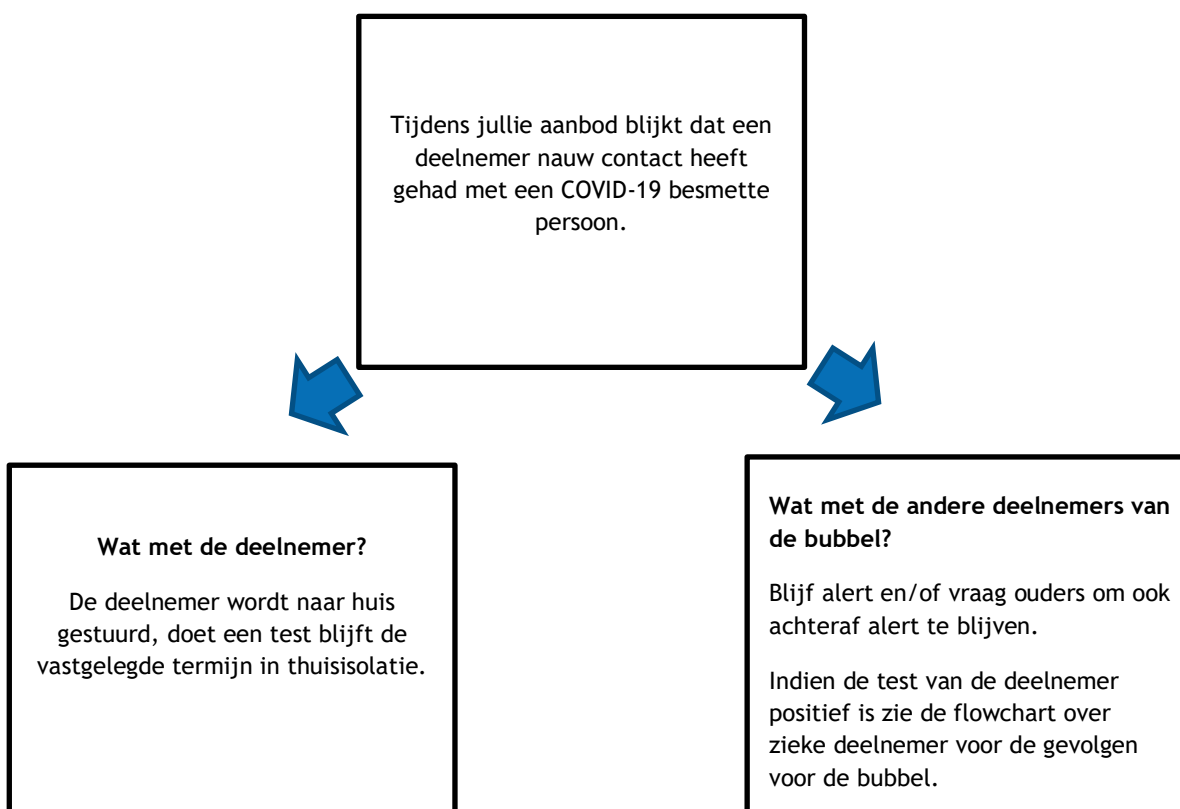 Tijdens jullie aanbod blijkt dat een
deelnemer nauw contact heeft
gehad met een COVID-19 besmette
persoon.
Wat met de deelnemer?
De deelnemer wordt naar huis
gestuurd, doet een test blijft de
vastgelegde termijn in thuisisolatie.
Wat met de andere deelnemers van
de bubbel?
Blijf alert en/of vraag ouders om ook
achteraf alert te blijven.
Indien de test van de deelnemer
positief is zie de flowchart over
zieke deelnemer voor de gevolgen
voor de bubbel.